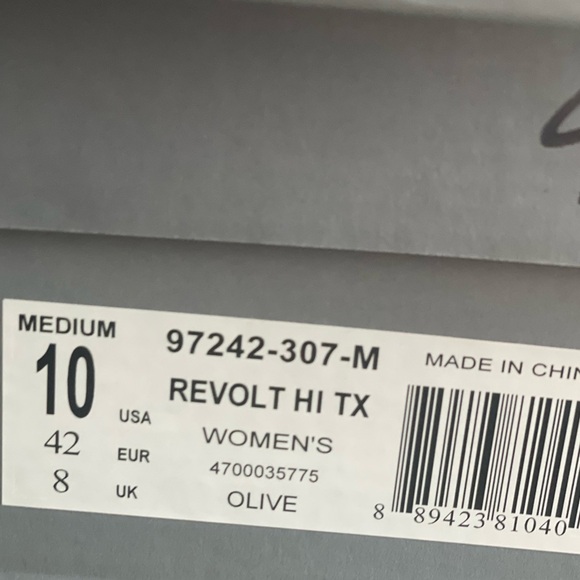 MEDIUM
10 USA
42 EUR
8 UK
97242-307-M
REVOLT HI TX
WOMEN'S
4700035775
OLIVE
MADE IN CHIN
8 89423 81040